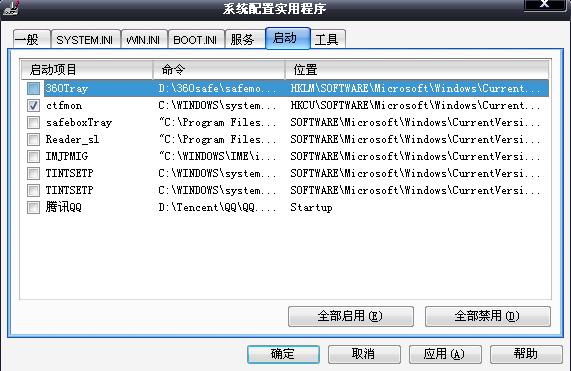 系统配置实用程序
一般 SYSTEM.INI WIN.INI BOOT.INI 服务 启动 工具
启动项目 命令 位置
360Tray D:\360safe\safemo... HKLM\SOFTWARE\Microsoft\Windows\Current...
ctfmon C:\WINDOWS\system... HKCU\SOFTWARE\Microsoft\Windows\Current...
safeboxTray "C:\Program Files... SOFTWARE\Microsoft\Windows\CurrentVersi...
Reader_sl "C:\Program Files... SOFTWARE\Microsoft\Windows\CurrentVersi...
IMJPMIG "C:\WINDOWS\IME\i... SOFTWARE\Microsoft\Windows\CurrentVersi...
TINTSETP C:\WINDOWS\system... SOFTWARE\Microsoft\Windows\CurrentVersi...
TINTSETP C:\WINDOWS\system... SOFTWARE\Microsoft\Windows\CurrentVersi...
腾讯QQ D:\Tencent\QQ\QQ.... Startup
全部启用(E) 全部禁用(D)
确定 取消 应用(A) 帮助